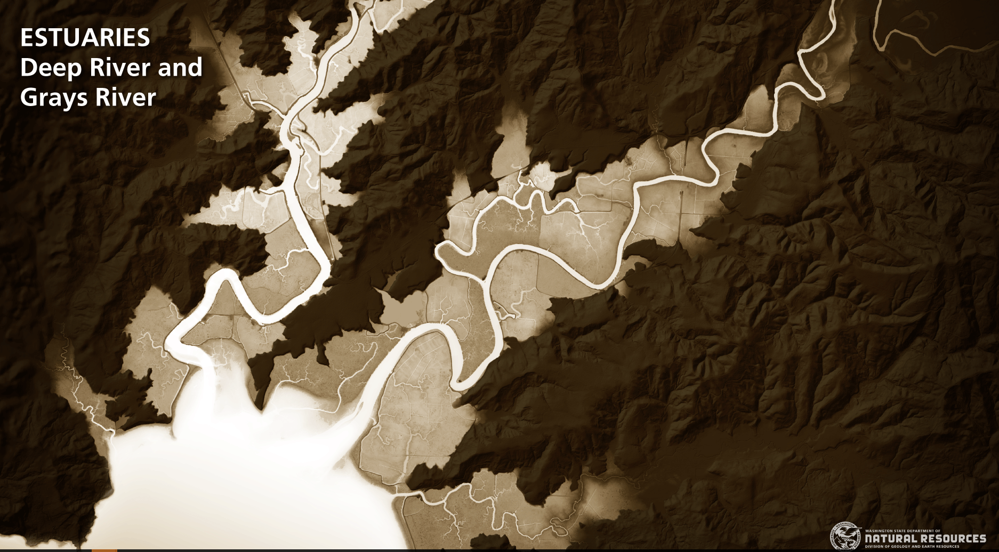 ESTUARIES
Deep River and
Grays River
WASHINGTON STATE DEPARTMENT OF
NATURAL RESOURCES
DIVISION OF GEOLOGY AND EARTH RESOURCES